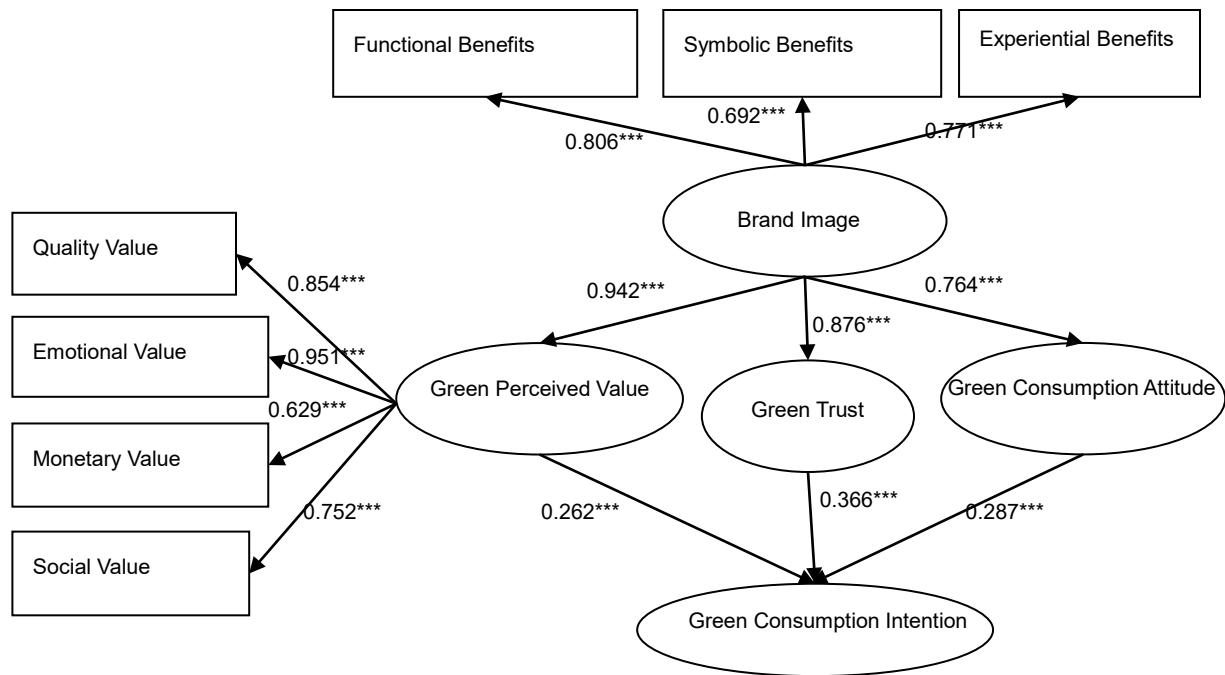 Functional Benefits
Symbolic Benefits
Experiential Benefits
0.806***
0.692***
0.771***
Brand Image
Quality Value
0.854***
0.942***
0.876***
0.764***
Emotional Value
0.951***
Green Perceived Value
Green Trust
Green Consumption Attitude
0.629***
Monetary Value
0.752***
0.262***
0.366***
0.287***
Social Value
Green Consumption Intention